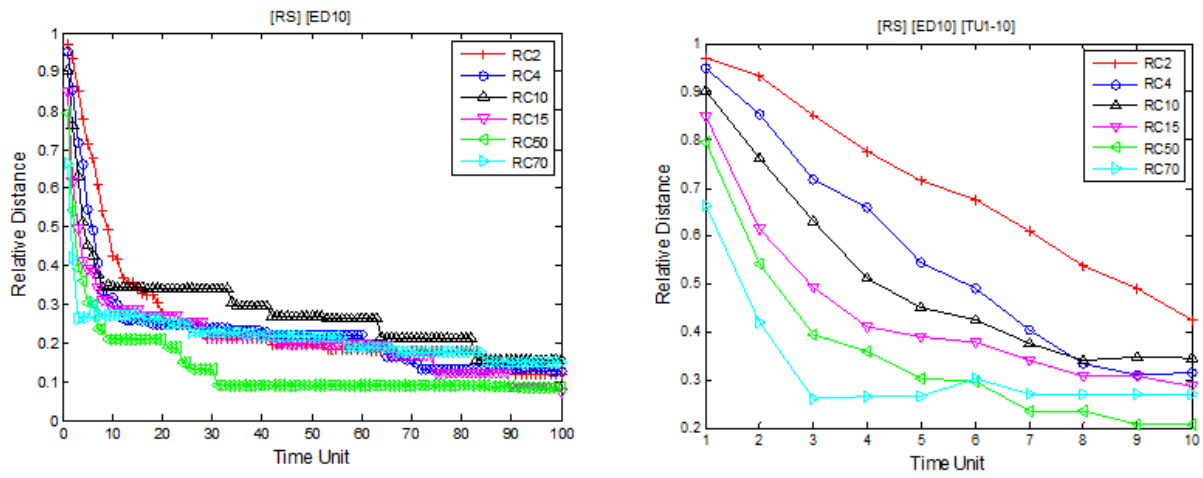 [RS] [ED10]
1
0.9
0.8
0.7
0.6
0.5
0.4
0.3
0.2
0.1
0
Relative Distance
0 10 20 30 40 50 60 70 80 90 100
Time Unit
RC2
RC4
RC10
RC15
RC50
RC70
[RS] [ED10] [TU1-10]
1
0.9
0.8
0.7
0.6
0.5
0.4
0.3
0.2
Relative Distance
1 2 3 4 5 6 7 8 9 10
Time Unit
RC2
RC4
RC10
RC15
RC50
RC70